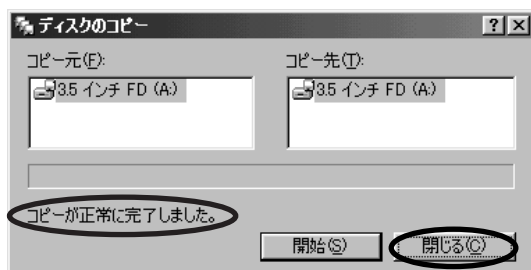 ディスクのコピー
コピー元(F):
コピー先(T):
3.5 インチ FD (A:)
3.5 インチ FD (A:)
コピーが正常に完了しました。
開始(S)
閉じる(C)